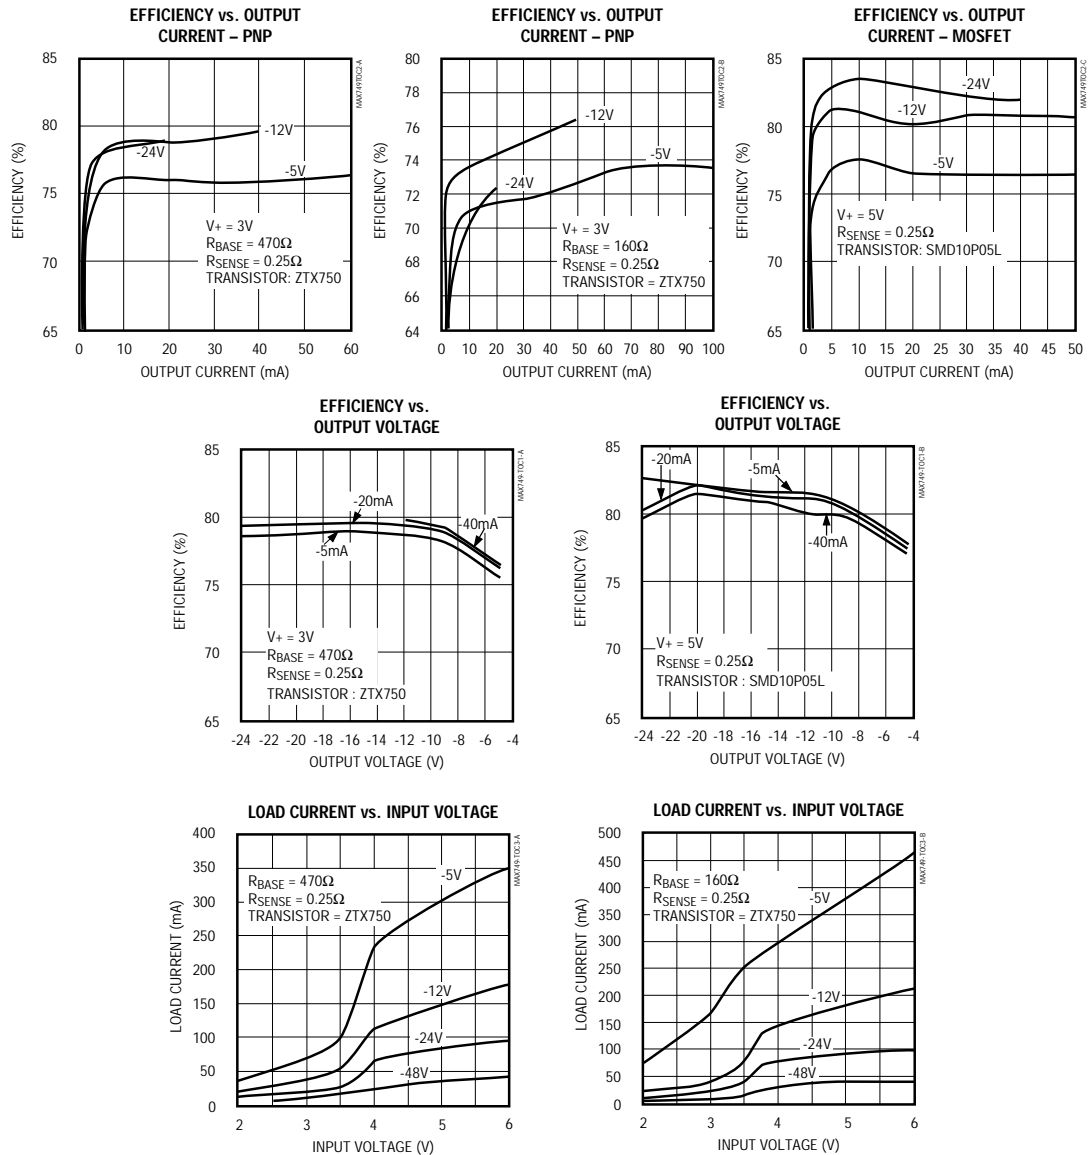 EFFICIENCY vs. OUTPUT
CURRENT – PNP
MAX749TOC2-A
85
80
75
70
65
EFFICIENCY (%)
-12V
-24V
-5V
V+ = 3V
RBASE = 470Ω
RSENSE = 0.25Ω
TRANSISTOR: ZTX750
0 10 20 30 40 50 60
OUTPUT CURRENT (mA)
EFFICIENCY vs. OUTPUT
CURRENT – PNP
MAX749TOC2-B
80
78
76
74
72
70
68
66
64
EFFICIENCY (%)
-12V
-5V
-24V
V+ = 3V
RBASE = 160Ω
RSENSE = 0.25Ω
TRANSISTOR = ZTX750
0 10 20 30 40 50 60 70 80 90 100
OUTPUT CURRENT (mA)
EFFICIENCY vs. OUTPUT
CURRENT – MOSFET
MAX749TOC2-C
85
80
75
70
65
EFFICIENCY (%)
-24V
-12V
-5V
V+ = 5V
RSENSE = 0.25Ω
TRANSISTOR: SMD10P05L
0 5 10 15 20 25 30 35 40 45 50
OUTPUT CURRENT (mA)
EFFICIENCY vs.
OUTPUT VOLTAGE
MAX749-TOC1-A
85
80
75
70
65
EFFICIENCY (%)
-20mA
-40mA
-5mA
V+ = 3V
RBASE = 470Ω
RSENSE = 0.25Ω
TRANSISTOR : ZTX750
-24 -22 -20 -18 -16 -14 -12 -10 -8 -6 -4
OUTPUT VOLTAGE (V)
EFFICIENCY vs.
OUTPUT VOLTAGE
MAX749-TOC1-B
85
80
75
70
65
EFFICIENCY (%)
-20mA
-5mA
-40mA
V+ = 5V
RSENSE = 0.25Ω
TRANSISTOR : SMD10P05L
-24 -22 -20 -18 -16 -14 -12 -10 -8 -6 -4
OUTPUT VOLTAGE (V)
LOAD CURRENT vs. INPUT VOLTAGE
MAX749-TOC3-A
400
350
300
250
200
150
100
50
0
LOAD CURRENT (mA)
RBASE = 470Ω
RSENSE = 0.25Ω
TRANSISTOR = ZTX750
-5V
-12V
-24V
-48V
2 3 4 5 6
INPUT VOLTAGE (V)
LOAD CURRENT vs. INPUT VOLTAGE
MAX749-TOC3-B
500
450
400
350
300
250
200
150
100
50
0
LOAD CURRENT (mA)
RBASE = 160Ω
RSENSE = 0.25Ω
TRANSISTOR = ZTX750
-5V
-12V
-24V
-48V
2 3 4 5 6
INPUT VOLTAGE (V)